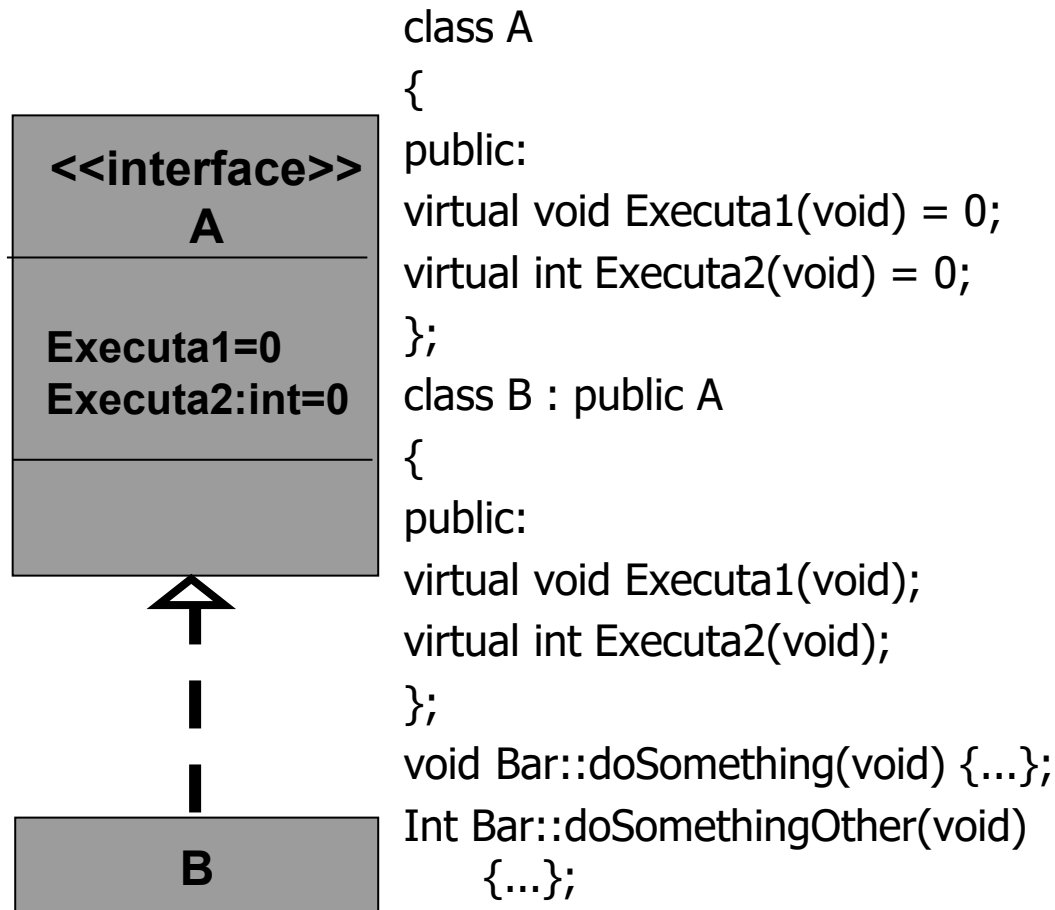 <<interface>>
A
Executa1=0
Executa2:int=0
B
class A
{
public:
virtual void Executa1(void) = 0;
virtual int Executa2(void) = 0;
};
class B : public A
{
public:
virtual void Executa1(void);
virtual int Executa2(void);
};
void Bar::doSomething(void) {...};
Int Bar::doSomethingOther(void)
{...};